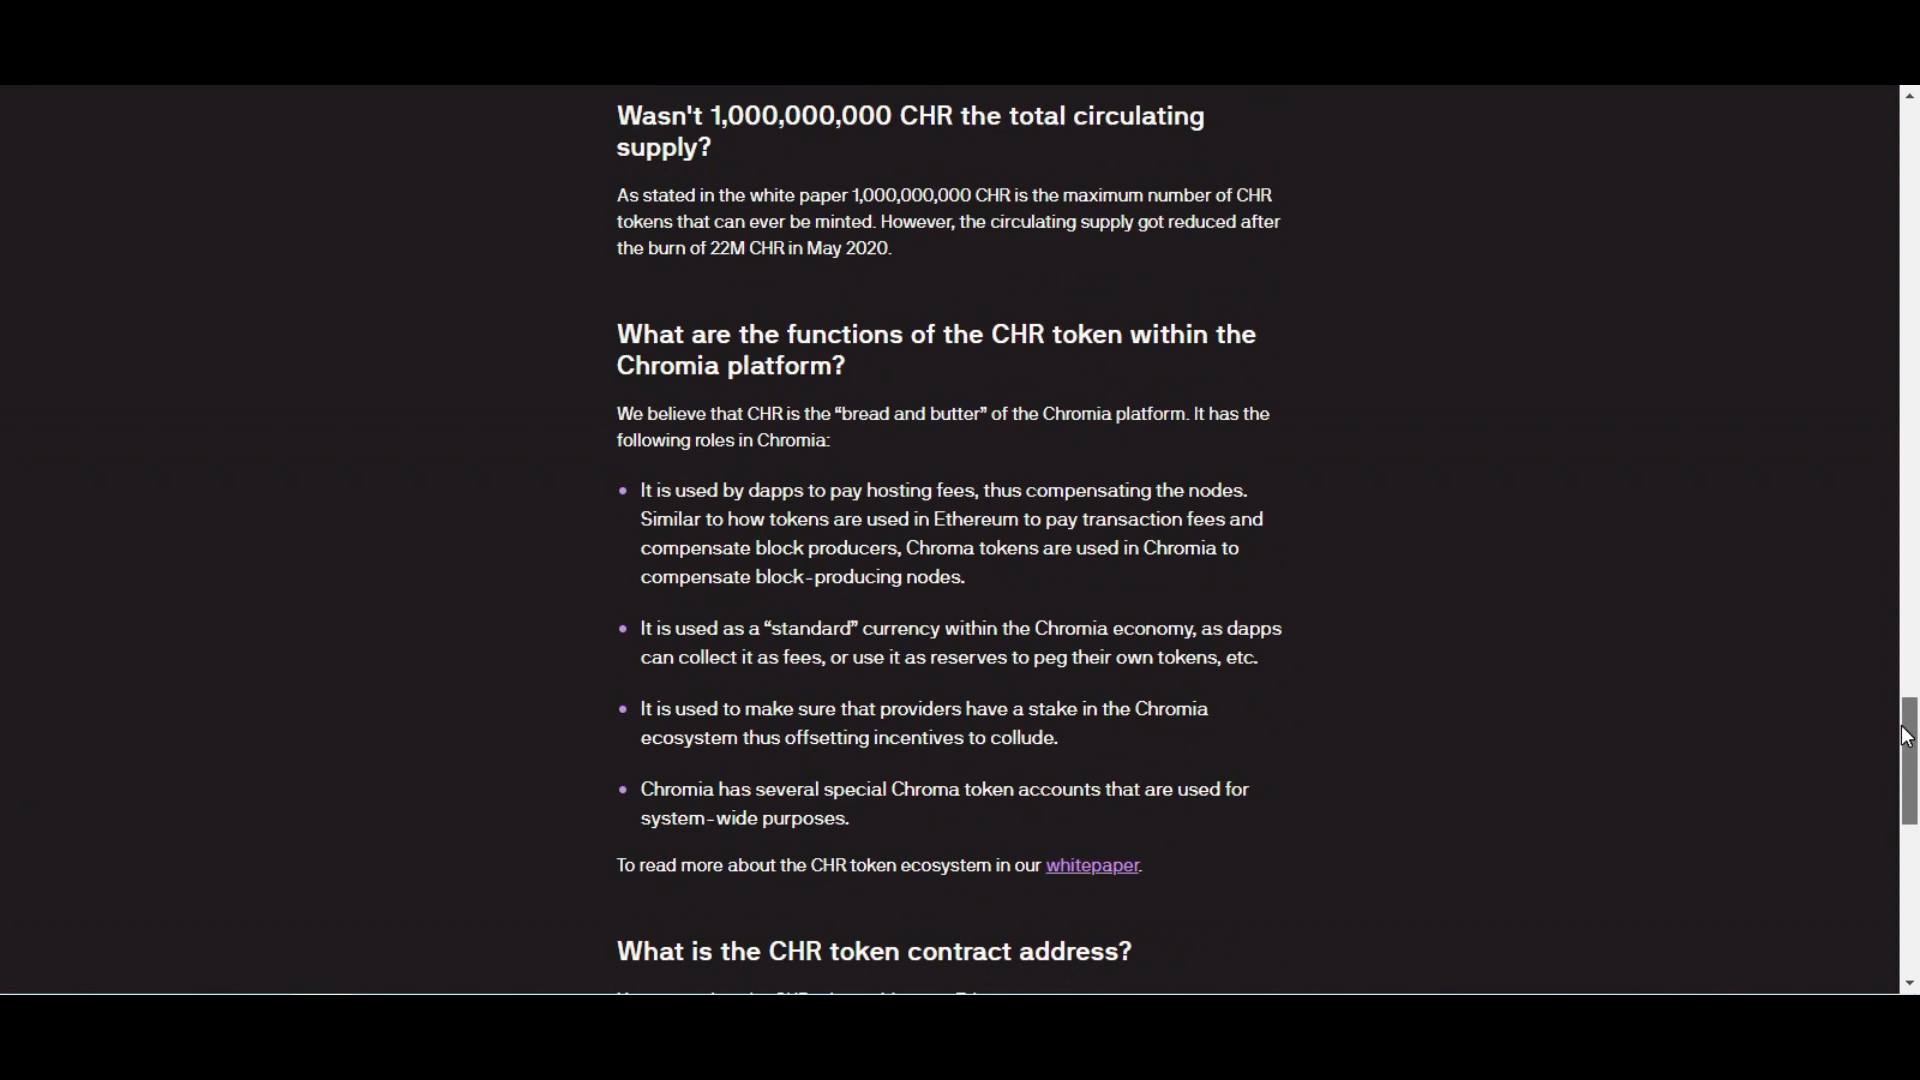 Wasn't 1,000,000,000 CHR the total circulating
supply?
As stated in the white paper 1,000,000,000 CHR is the maximum number of CHR
tokens that can ever be minted. However, the circulating supply got reduced after
the burn of 22M CHR in May 2020.
What are the functions of the CHR token within the
Chromia platform?
We believe that CHR is the “bread and butter” of the Chromia platform. It has the
following roles in Chromia:
• It is used by dapps to pay hosting fees, thus compensating the nodes.
Similar to how tokens are used in Ethereum to pay transaction fees and
compensate block producers, Chroma tokens are used in Chromia to
compensate block-producing nodes.
• It is used as a “standard” currency within the Chromia economy, as dapps
can collect it as fees, or use it as reserves to peg their own tokens, etc.
• It is used to make sure that providers have a stake in the Chromia
ecosystem thus offsetting incentives to collude.
• Chromia has several special Chroma token accounts that are used for
system-wide purposes.
To read more about the CHR token ecosystem in our whitepaper.
What is the CHR token contract address?